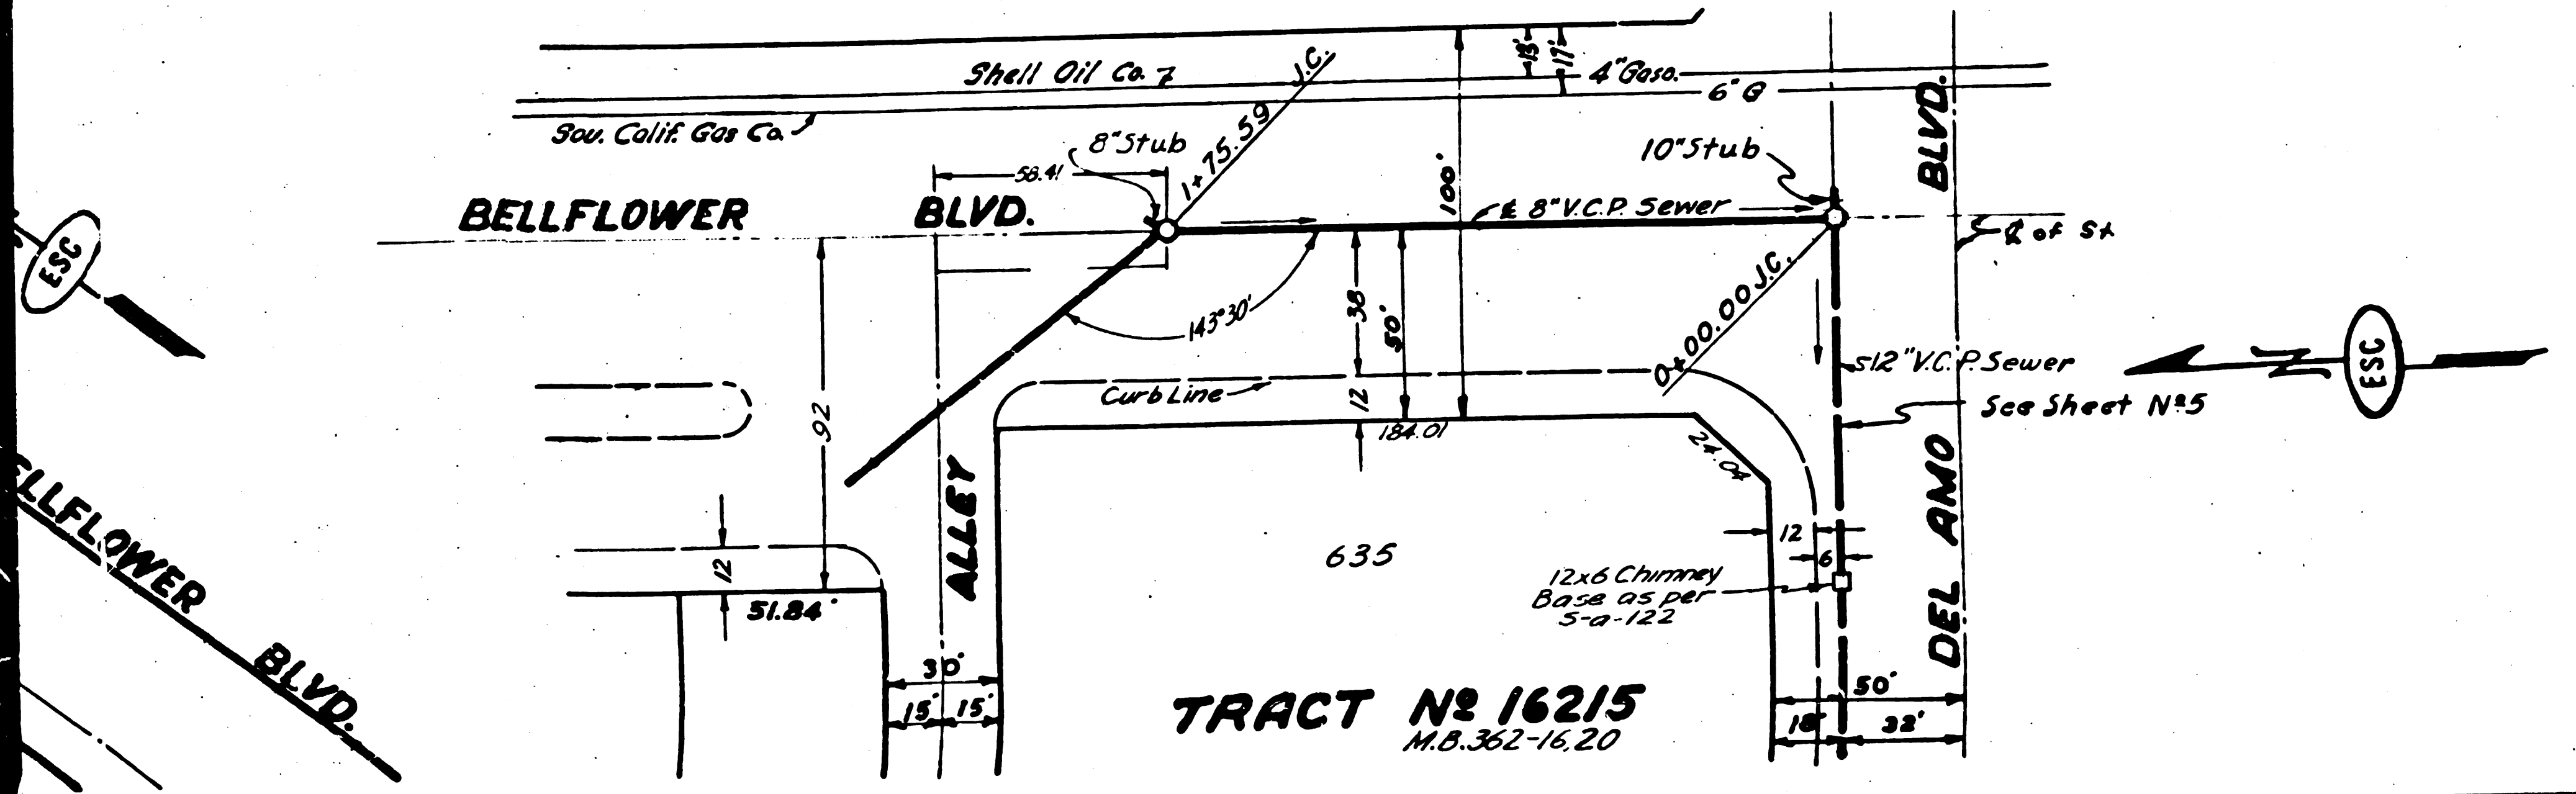 Shell Oil Co.
Sou. Calif. Gas Co.
J.C.
1+75.59
13'
17'
4" Gaso.
6" G
8" Stub
10" Stub
58.41
100'
BELLFLOWER BLVD.
℄ 8" V.C.P. Sewer
℄ of St
BLVD.
ESC
143°30'
38
50'
0+00.00 J.C.
92
Curb Line
12
184.01
24.04
S12" V.C.P. Sewer
See Sheet Nº 5
ESC
ELLFLOWER
BLVD.
ALLEY
12
51.84'
635
12
6
12x6 Chimney
Base as per
S-a-122
DEL AMO
30'
15'
15'
TRACT Nº 16215
M.B. 362-16,20
50'
18'
32'